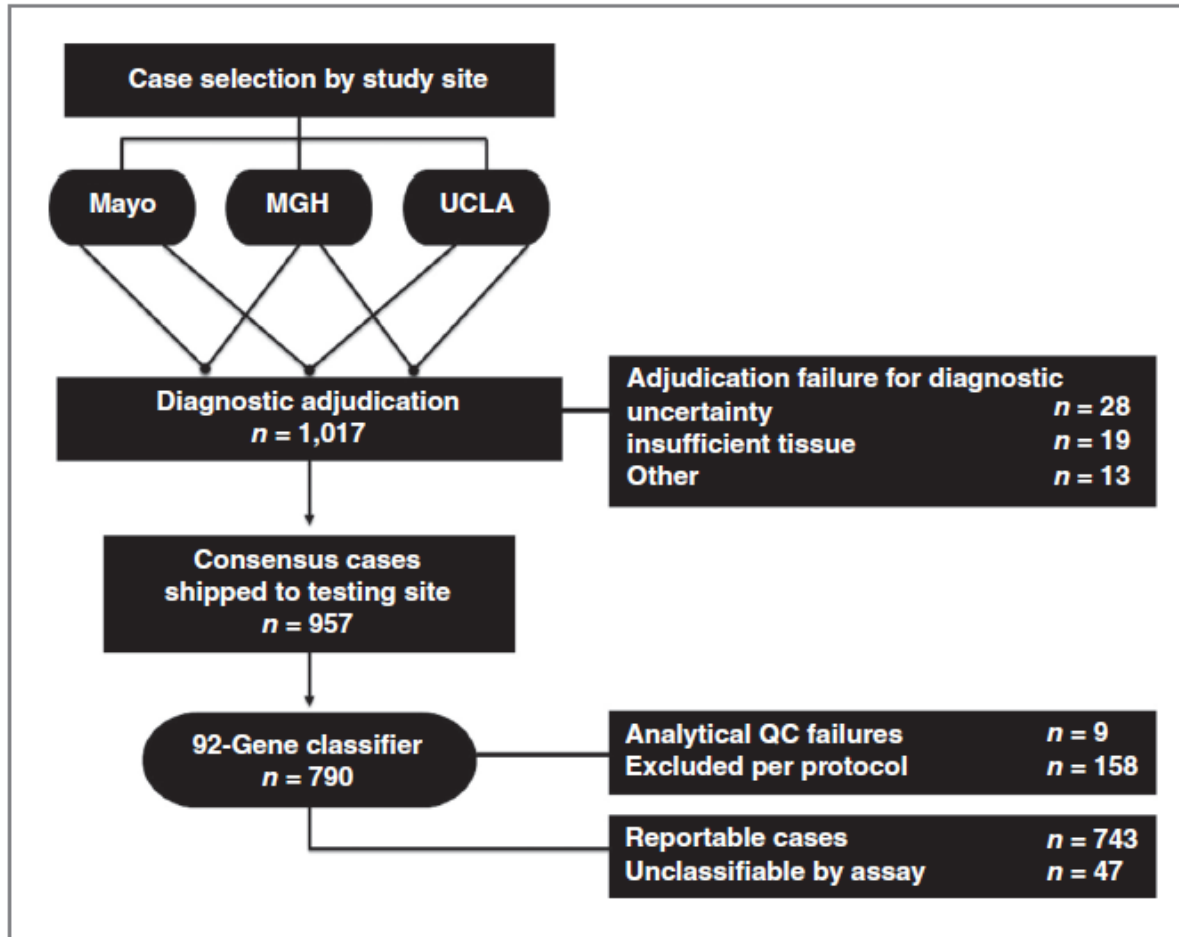 Case selection by study site
Mayo
MGH
UCLA
Diagnostic adjudication
n = 1,017
Adjudication failure for diagnostic
uncertainty n = 28
insufficient tissue n = 19
Other n = 13
Consensus cases
shipped to testing site
n = 957
92-Gene classifier
n = 790
Analytical QC failures n = 9
Excluded per protocol n = 158
Reportable cases n = 743
Unclassifiable by assay n = 47